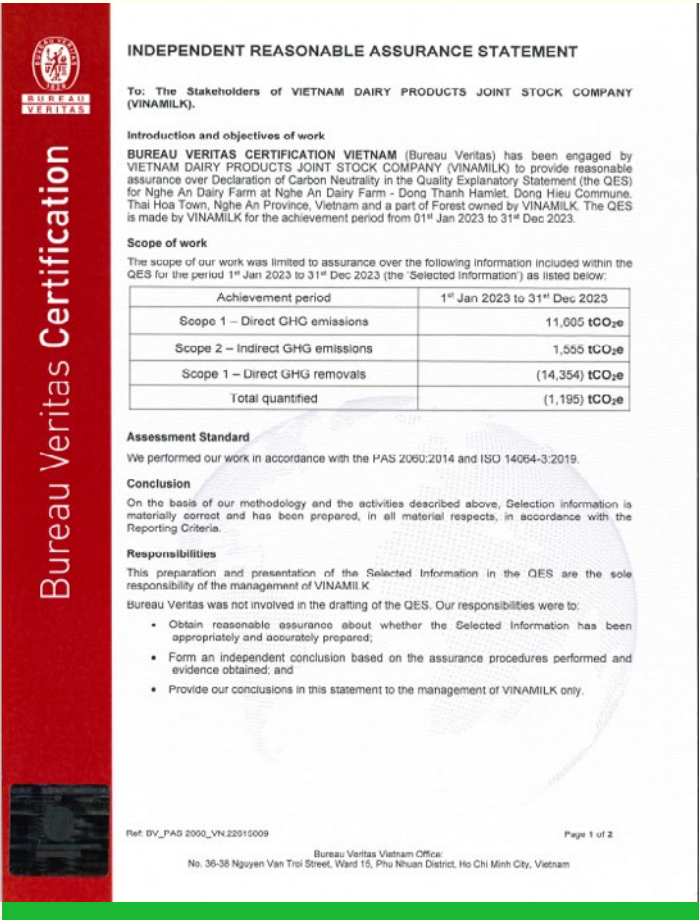 BUREAU VERITAS
1828
BUREAU
VERITAS
Bureau Veritas Certification
INDEPENDENT REASONABLE ASSURANCE STATEMENT
To: The Stakeholders of VIETNAM DAIRY PRODUCTS JOINT STOCK COMPANY
(VINAMILK).
Introduction and objectives of work
BUREAU VERITAS CERTIFICATION VIETNAM (Bureau Veritas) has been engaged by
VIETNAM DAIRY PRODUCTS JOINT STOCK COMPANY (VINAMILK) to provide reasonable
assurance over Declaration of Carbon Neutrality in the Quality Explanatory Statement (the QES)
for Nghe An Dairy Farm at Nghe An Dairy Farm - Dong Thanh Hamlet, Dong Hieu Commune,
Thai Hoa Town, Nghe An Province, Vietnam and a part of Forest owned by VINAMILK. The QES
is made by VINAMILK for the achievement period from 01st Jan 2023 to 31st Dec 2023.
Scope of work
The scope of our work was limited to assurance over the following information included within the
QES for the period 1st Jan 2023 to 31st Dec 2023 (the 'Selected Information') as listed below:
Achievement period 1st Jan 2023 to 31st Dec 2023
Scope 1 – Direct GHG emissions 11,005 tCO2e
Scope 2 – Indirect GHG emissions 1,555 tCO2e
Scope 1 – Direct GHG removals (14,354) tCO2e
Total quantified (1,195) tCO2e
Assessment Standard
We performed our work in accordance with the PAS 2060:2014 and ISO 14064-3:2019.
Conclusion
On the basis of our methodology and the activities described above, Selection information is
materially correct and has been prepared, in all material respects, in accordance with the
Reporting Criteria.
Responsibilities
This preparation and presentation of the Selected Information in the QES are the sole
responsibility of the management of VINAMILK
Bureau Veritas was not involved in the drafting of the QES. Our responsibilities were to:
• Obtain reasonable assurance about whether the Selected Information has been
appropriately and accurately prepared;
• Form an independent conclusion based on the assurance procedures performed and
evidence obtained; and
• Provide our conclusions in this statement to the management of VINAMILK only.
Ref: BV_PAS 2060_VN.22615009 Page 1 of 2
Bureau Veritas Vietnam Office:
No. 36-38 Nguyen Van Troi Street, Ward 15, Phu Nhuan District, Ho Chi Minh City, Vietnam